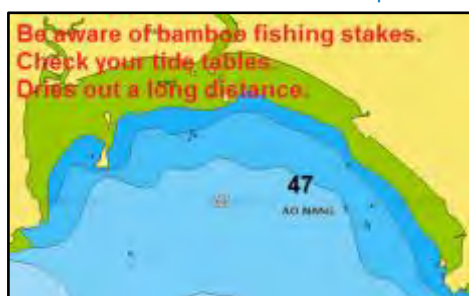 Be aware of bamboo fishing stakes.
Check your tide tables.
Dries out a long distance.
47
AO NANG